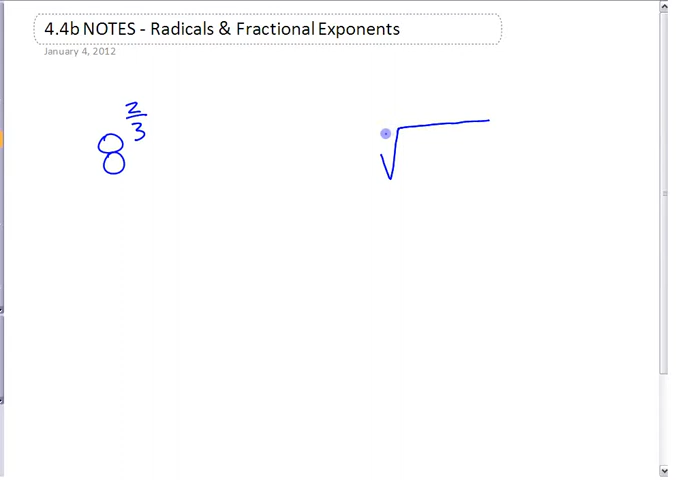 4.4b NOTES - Radicals & Fractional Exponents
January 4, 2012
8^(2/3) √